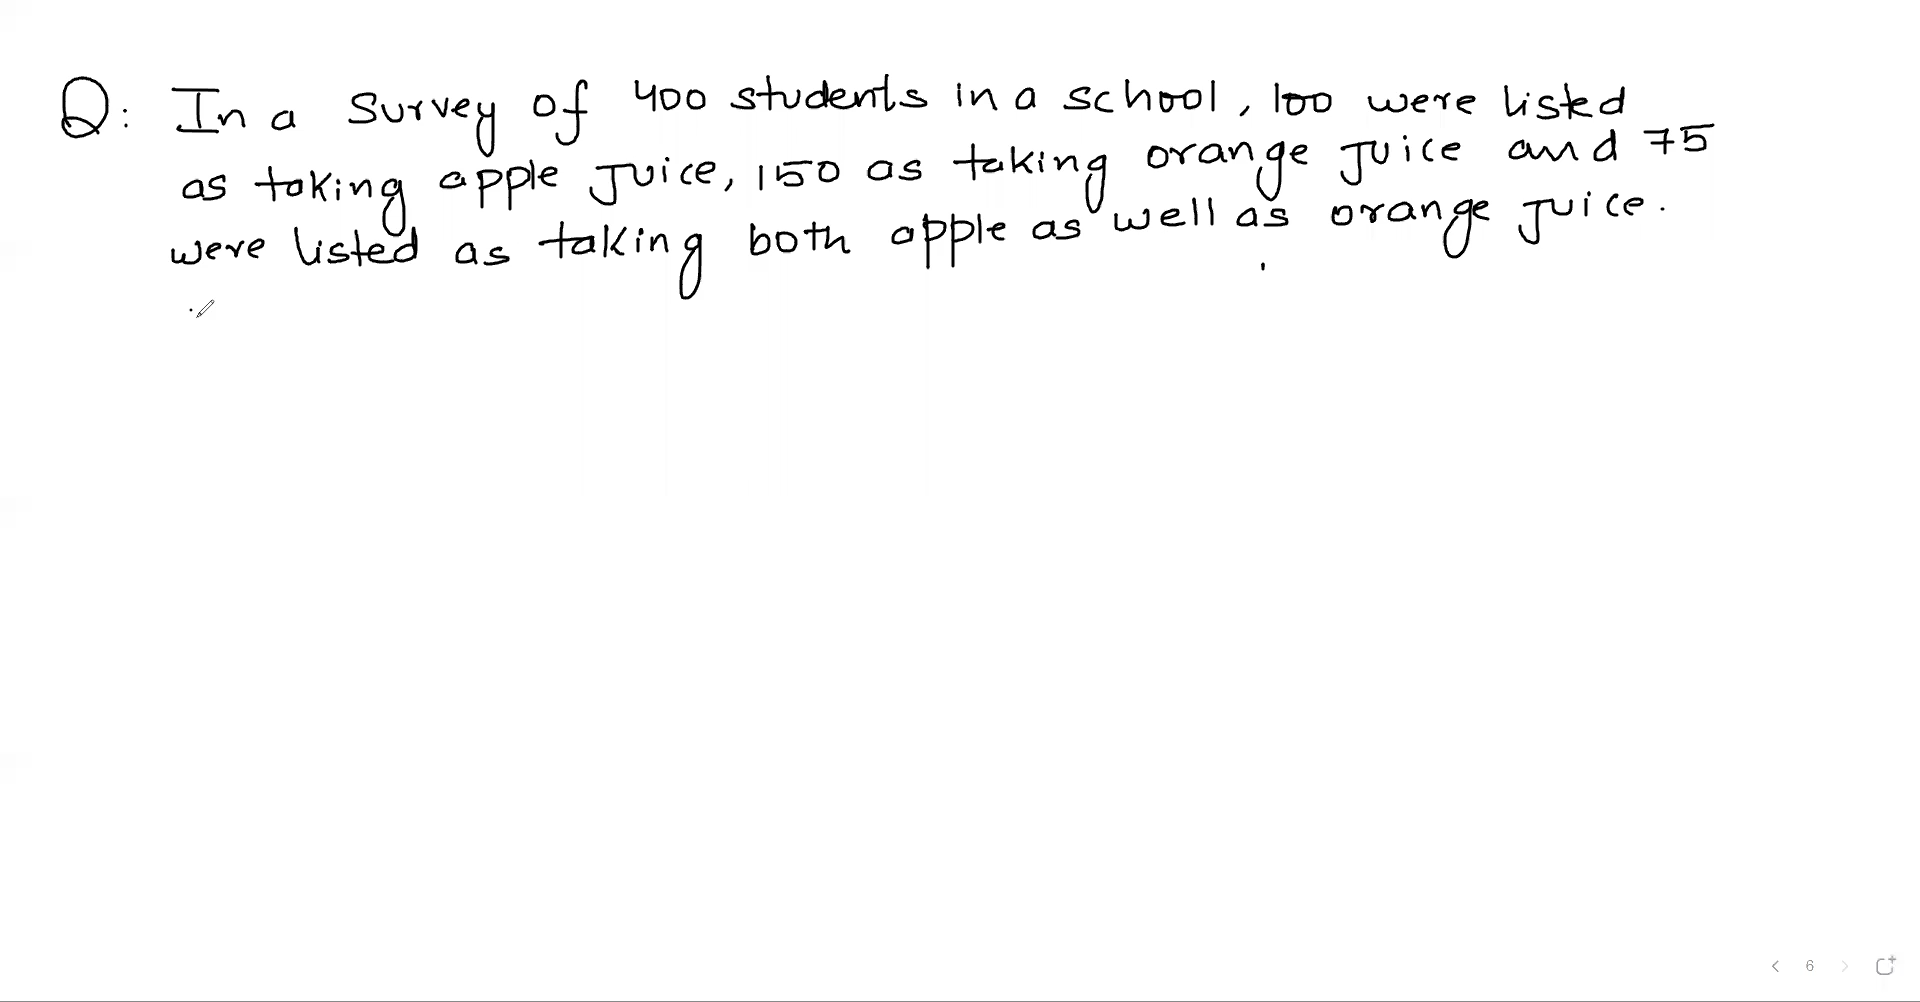 Q: In a survey of 400 students in a school, 100 were listed
as taking apple Juice, 150 as taking orange Juice and 75
were listed as taking both apple as well as orange Juice.
6